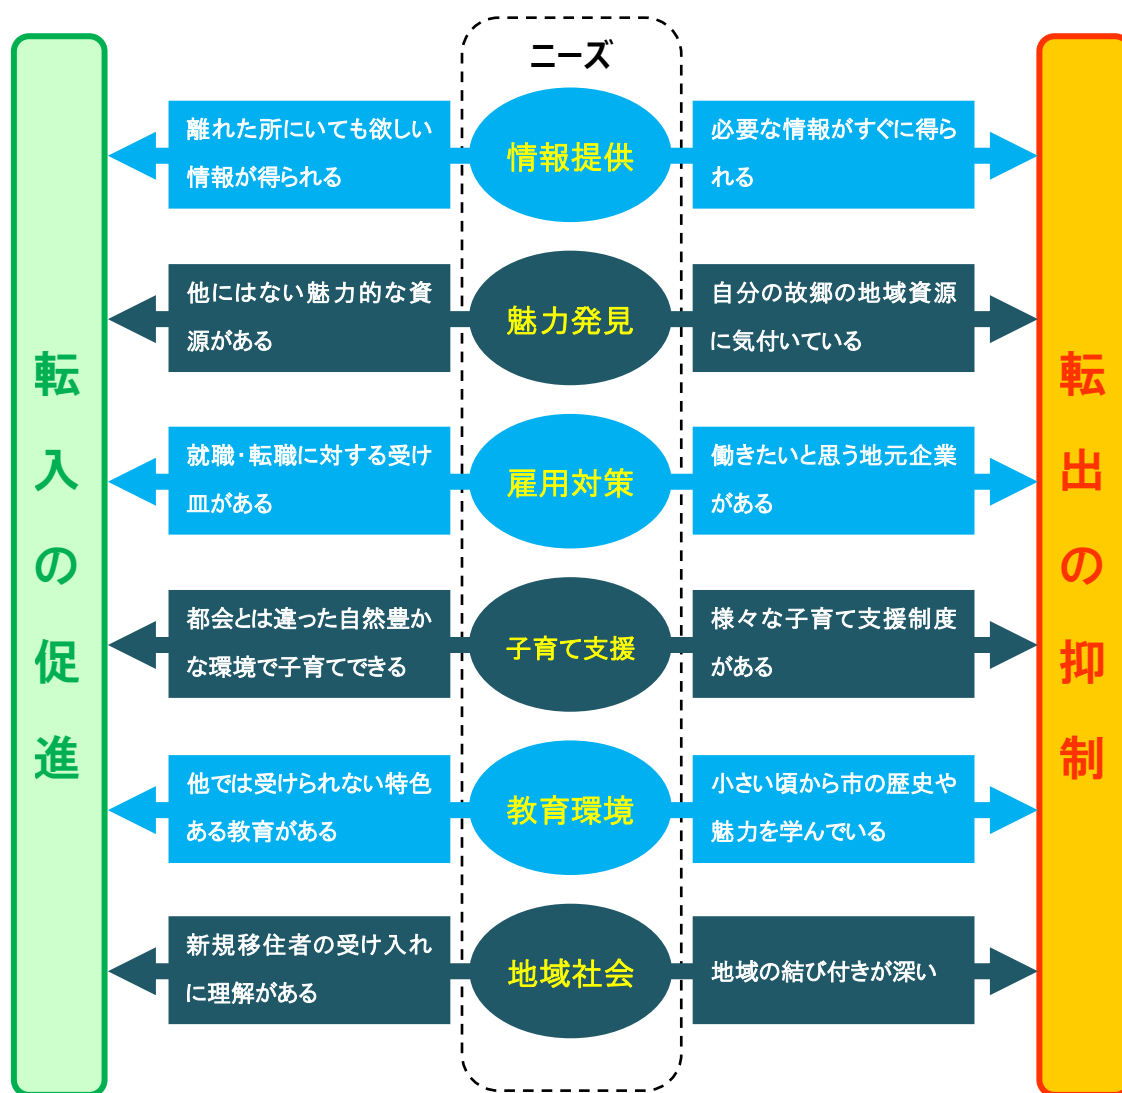 ニーズ
転入の促進
離れた所にいても欲しい
情報が得られる
情報提供
必要な情報がすぐに得ら
れる
他にはない魅力的な資
源がある
魅力発見
自分の故郷の地域資源
に気付いている
就職・転職に対する受け
皿がある
雇用対策
働きたいと思う地元企業
がある
都会とは違った自然豊か
な環境で子育てできる
子育て支援
様々な子育て支援制度
がある
他では受けられない特色
ある教育がある
教育環境
小さい頃から市の歴史や
魅力を学んでいる
新規移住者の受け入れ
に理解がある
地域社会
地域の結び付きが深い
転出の抑制